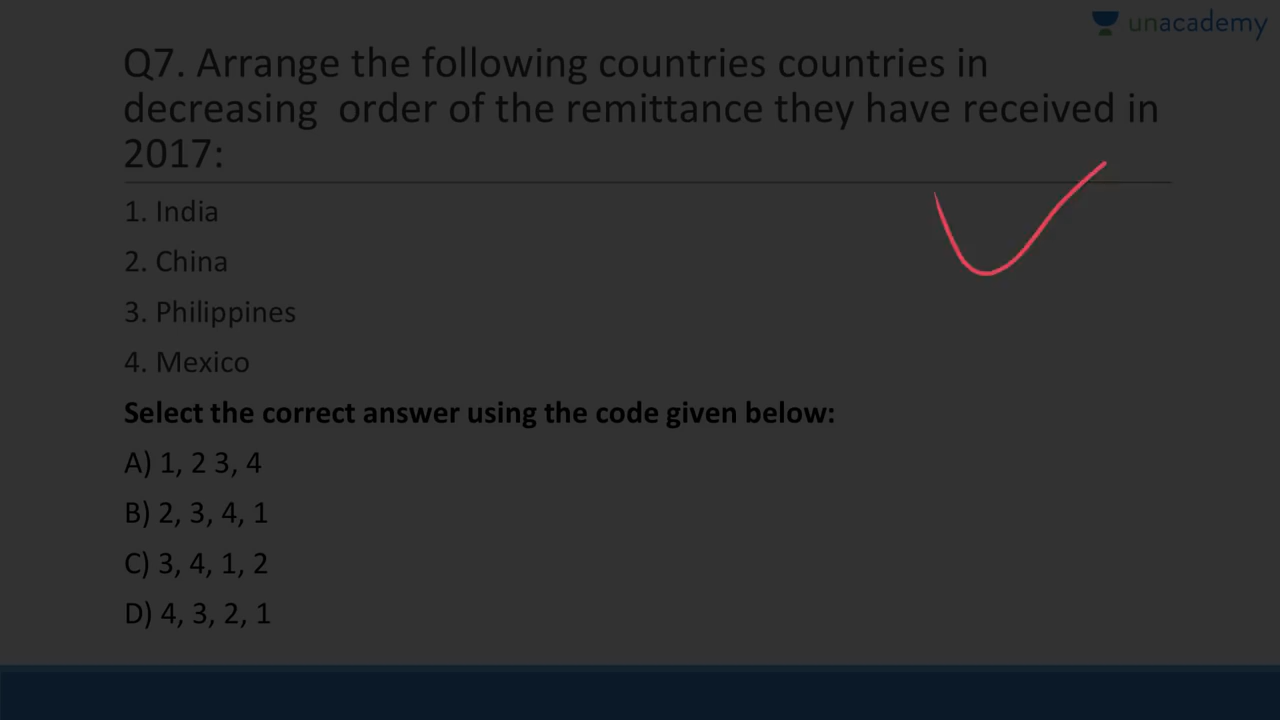 unacademy
Q7. Arrange the following countries countries in
decreasing order of the remittance they have received in
2017:
1. India
2. China
3. Philippines
4. Mexico
Select the correct answer using the code given below:
A) 1, 2 3, 4
B) 2, 3, 4, 1
C) 3, 4, 1, 2
D) 4, 3, 2, 1